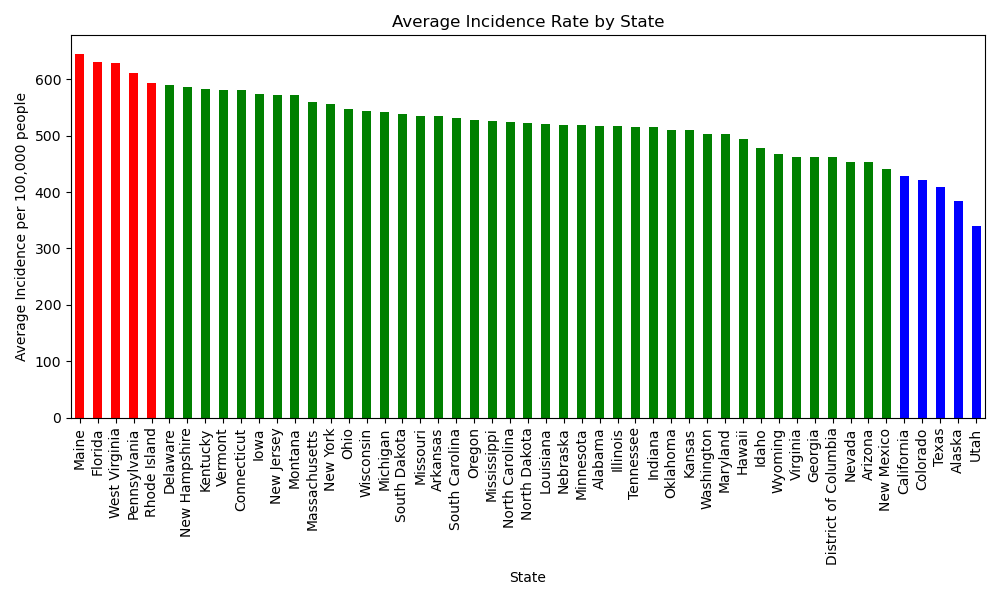 Average Incidence Rate by State
Average Incidence per 100,000 people
600
500
400
300
200
100
0
Maine
Florida
West Virginia
Pennsylvania
Rhode Island
Delaware
New Hampshire
Kentucky
Vermont
Connecticut
Iowa
New Jersey
Montana
Massachusetts
New York
Ohio
Wisconsin
Michigan
South Dakota
Missouri
Arkansas
South Carolina
Oregon
Mississippi
North Carolina
North Dakota
Louisiana
Nebraska
Minnesota
Alabama
Illinois
Tennessee
Indiana
Oklahoma
Kansas
Washington
Maryland
Hawaii
Idaho
Wyoming
Virginia
Georgia
District of Columbia
Nevada
Arizona
New Mexico
California
Colorado
Texas
Alaska
Utah
State